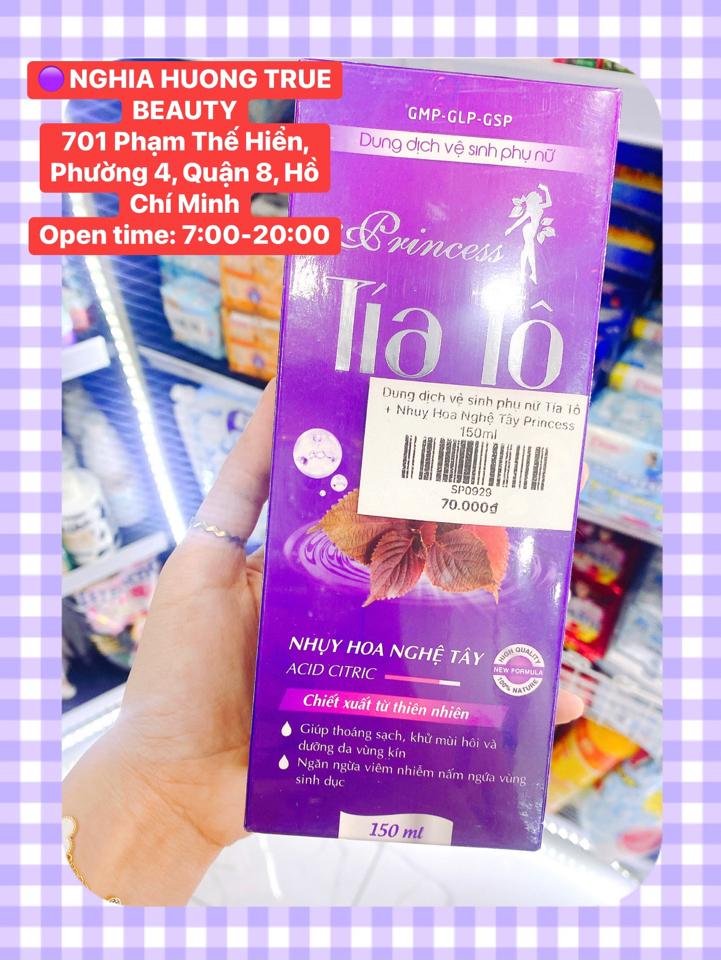 🟣NGHIA HUONG TRUE
BEAUTY
701 Phạm Thế Hiển,
Phường 4, Quận 8, Hồ
Chí Minh
Open time: 7:00-20:00
GMP-GLP-GSP
Dung dịch vệ sinh phụ nữ
Princess
Tía Tô
Dung dịch vệ sinh phụ nữ Tía Tô
+ Nhụy Hoa Nghệ Tây Princess
150ml
SP0929
70.000₫
NHỤY HOA NGHỆ TÂY
ACID CITRIC
HIGH QUALITY
NEW FORMULA
100% NATURE
Chiết xuất từ thiên nhiên
Giúp thoáng sạch, khử mùi hôi và
dưỡng da vùng kín
Ngăn ngừa viêm nhiễm nấm ngứa vùng
sinh dục
150 ml